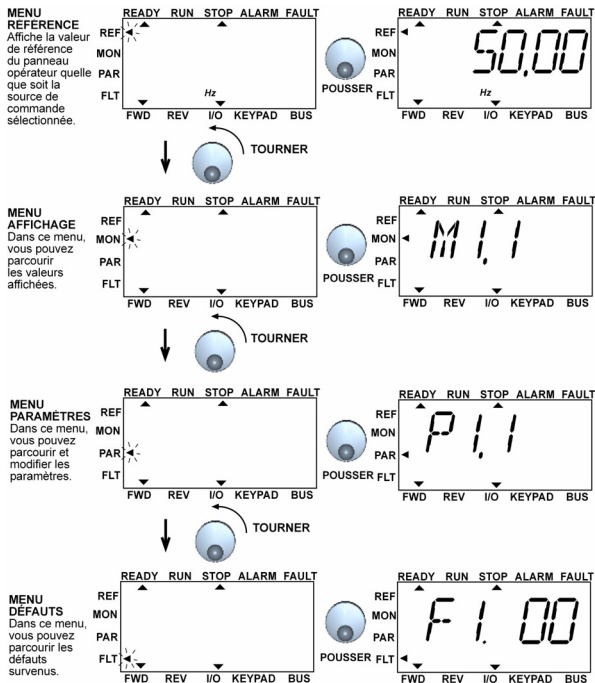 MENU
REFÉRENCE
Affiche la valeur
de référence
du panneau
opérateur quelle
que soit la
source de
commande
sélectionnée.
READY RUN STOP ALARM FAULT
REF
MON
PAR
FLT
Hz
FWD REV I/O KEYPAD BUS
POUSSER
READY RUN STOP ALARM FAULT
REF
MON
PAR
FLT
50.00
Hz
FWD REV I/O KEYPAD BUS
TOURNER
MENU
AFFICHAGE
Dans ce menu,
vous pouvez
parcourir
les valeurs
affichées.
READY RUN STOP ALARM FAULT
REF
MON
PAR
FLT
FWD REV I/O KEYPAD BUS
POUSSER
READY RUN STOP ALARM FAULT
REF
MON
PAR
FLT
M1.1
FWD REV I/O KEYPAD BUS
TOURNER
MENU
PARAMÈTRES
Dans ce menu,
vous pouvez
parcourir et
modifier les
paramètres.
READY RUN STOP ALARM FAULT
REF
MON
PAR
FLT
FWD REV I/O KEYPAD BUS
POUSSER
READY RUN STOP ALARM FAULT
REF
MON
PAR
FLT
P1.1
FWD REV I/O KEYPAD BUS
TOURNER
MENU
DÉFAUTS
Dans ce menu,
vous pouvez
parcourir les
défauts
survenus.
READY RUN STOP ALARM FAULT
REF
MON
PAR
FLT
FWD REV I/O KEYPAD BUS
POUSSER
READY RUN STOP ALARM FAULT
REF
MON
PAR
FLT
F1. 00
FWD REV I/O KEYPAD BUS